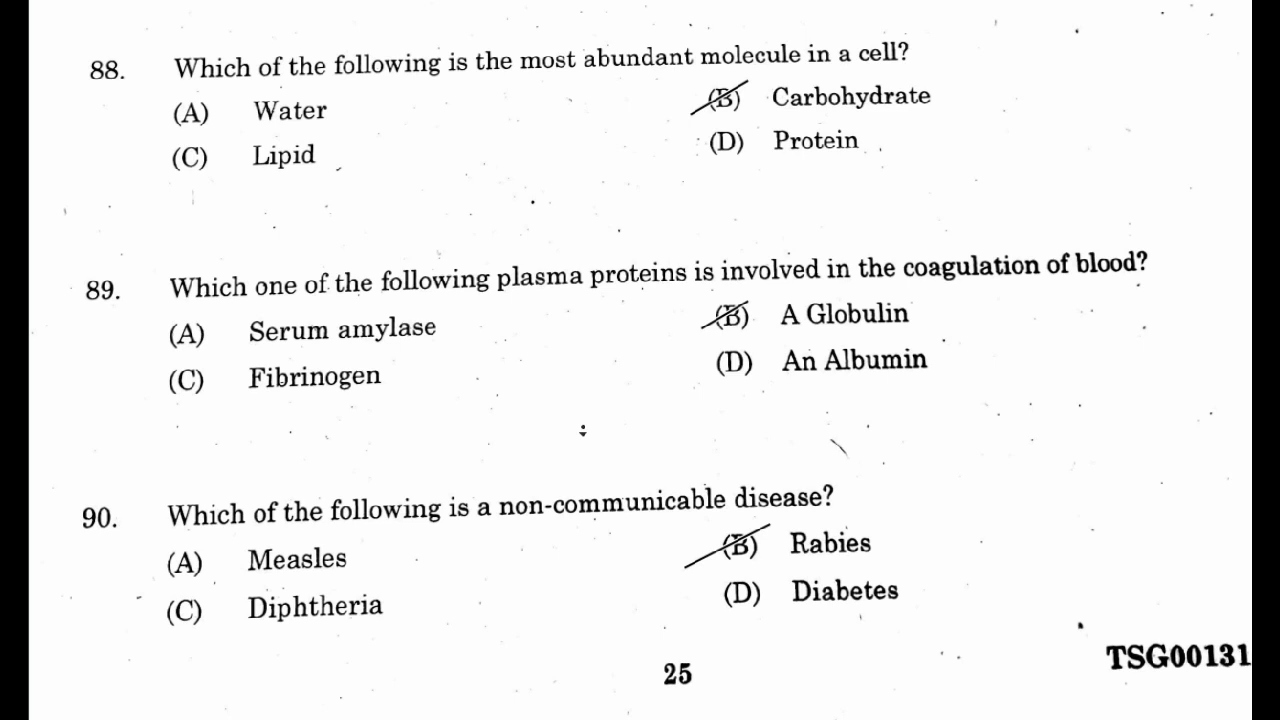 88. Which of the following is the most abundant molecule in a cell?
(A) Water (B) Carbohydrate
(C) Lipid (D) Protein
89. Which one of the following plasma proteins is involved in the coagulation of blood?
(A) Serum amylase (B) A Globulin
(C) Fibrinogen (D) An Albumin
90. Which of the following is a non-communicable disease?
(A) Measles (B) Rabies
(C) Diphtheria (D) Diabetes
25
TSG00131